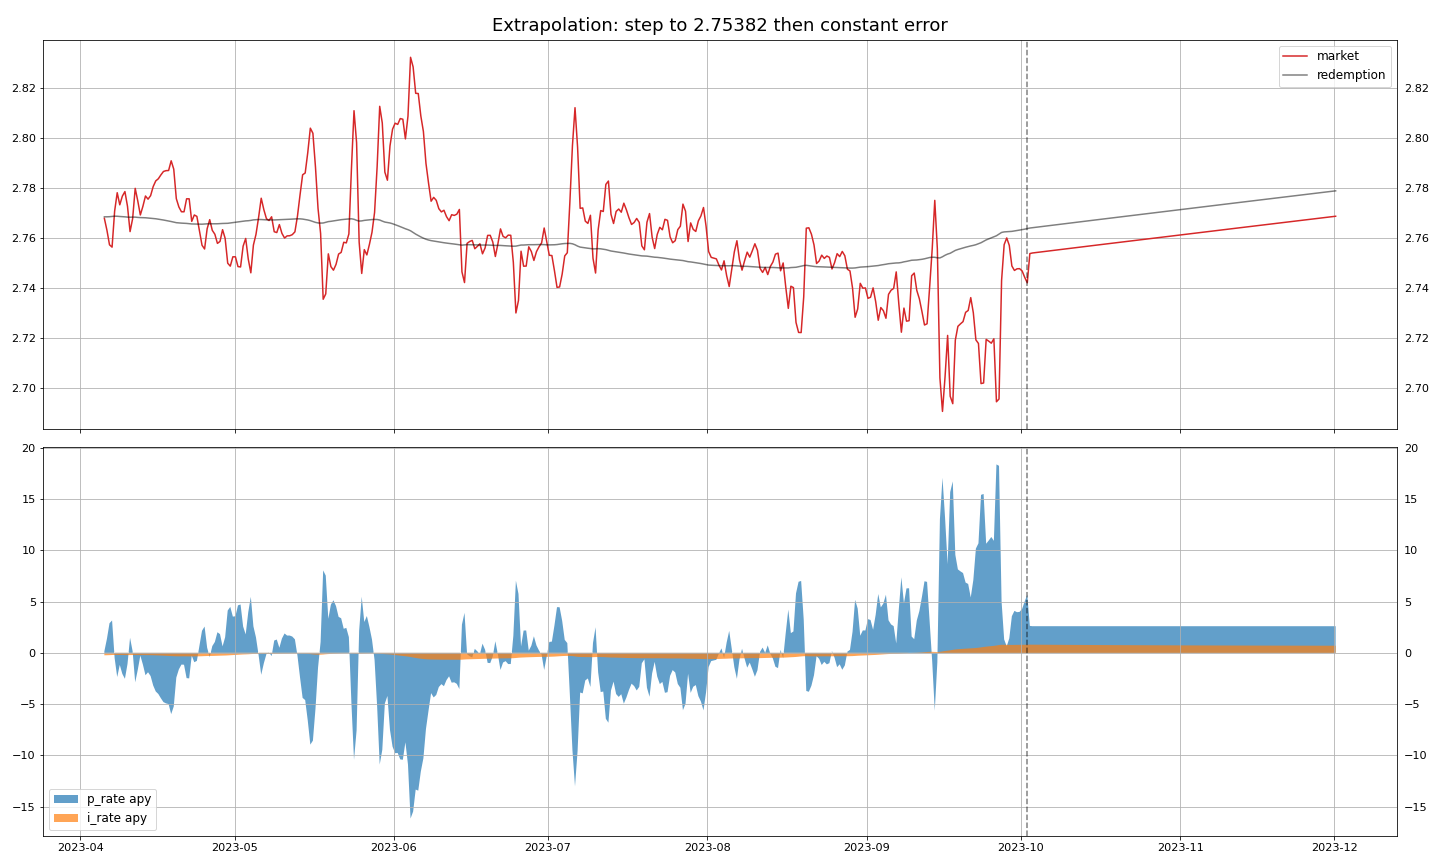 Extrapolation: step to 2.75382 then constant error
market
redemption
2.82 2.82
2.80 2.80
2.78 2.78
2.76 2.76
2.74 2.74
2.72 2.72
2.70 2.70
20 20
15 15
10 10
5 5
0 0
−5 −5
−10 −10
−15 −15
p_rate apy
i_rate apy
2023-04 2023-05 2023-06 2023-07 2023-08 2023-09 2023-10 2023-11 2023-12